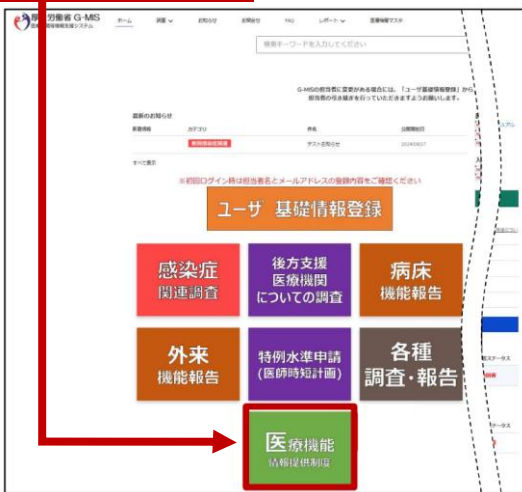 厚生労働省 G-MIS
ホーム
調査
お知らせ
お問合せ
FAQ
レポート
医療機関マスタ
検索キーワードを入力してください
G-MISの担当者に変更がある場合には、「ユーザ基礎情報登録」から
担当者の引き継ぎを行っていただきますようお願いします。
最新のお知らせ
新着情報
カテゴリ
件名
公開開始日
テストお知らせ
2024/06/27
すべて表示
※初回ログイン時は担当者名とメールアドレスの登録内容をご確認ください
ユーザ 基礎情報登録
感染症
関連調査
後方支援
医療機関
についての調査
病床
機能報告
外来
機能報告
特例水準申請
(医師時短計画)
各種
調査・報告
医療機能
情報提供制度